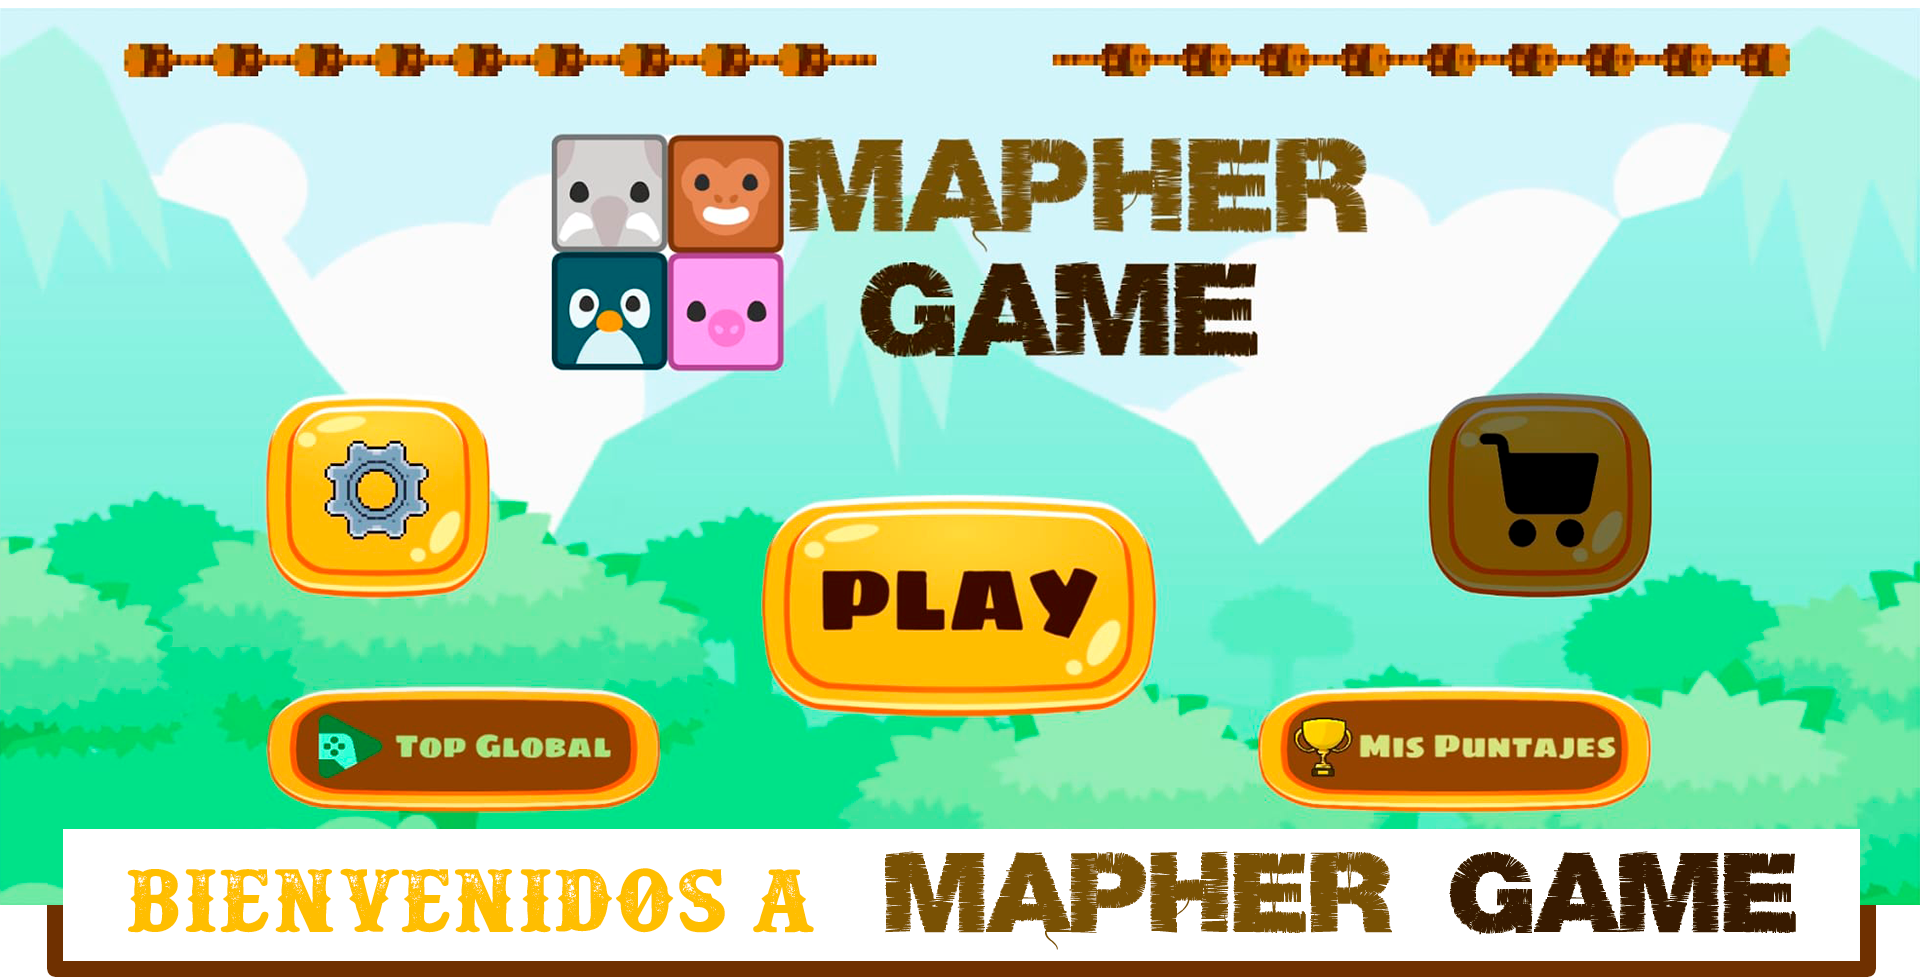 MAPHER
GAME
PLAY
TOP GLOBAL
MIS PUNTAJES
BIENVENIDOS A MAPHER GAME